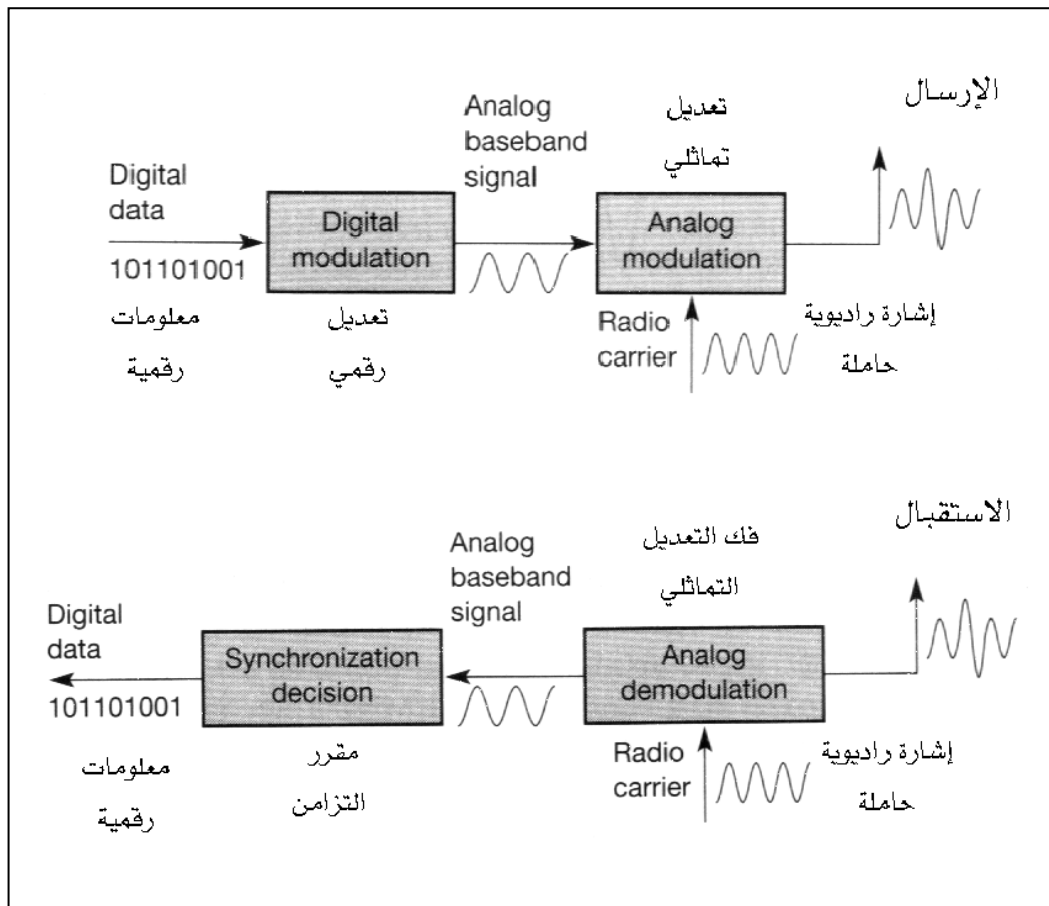 الإرسال
Analog
baseband
signal
تعديل
تماثلي
Digital
data
101101001
معلومات
رقمية
Digital
modulation
تعديل
رقمي
Analog
modulation
Radio
carrier
إشارة راديوية
حاملة
الاستقبال
فك التعديل
التماثلي
Analog
baseband
signal
Digital
data
101101001
معلومات
رقمية
Synchronization
decision
مقرر
التزامن
Analog
demodulation
Radio
carrier
إشارة راديوية
حاملة